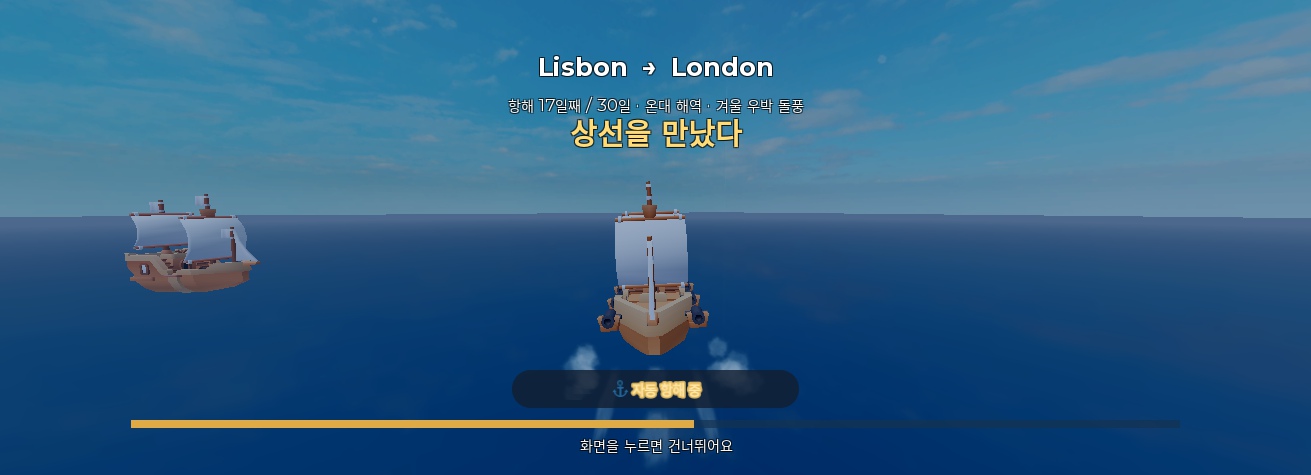 Lisbon → London
항해 17일째 / 30일 · 온대 해역 · 겨울 우박 돌풍
상선을 만났다
⚓ 자동 항해 중
화면을 누르면 건너뛰어요